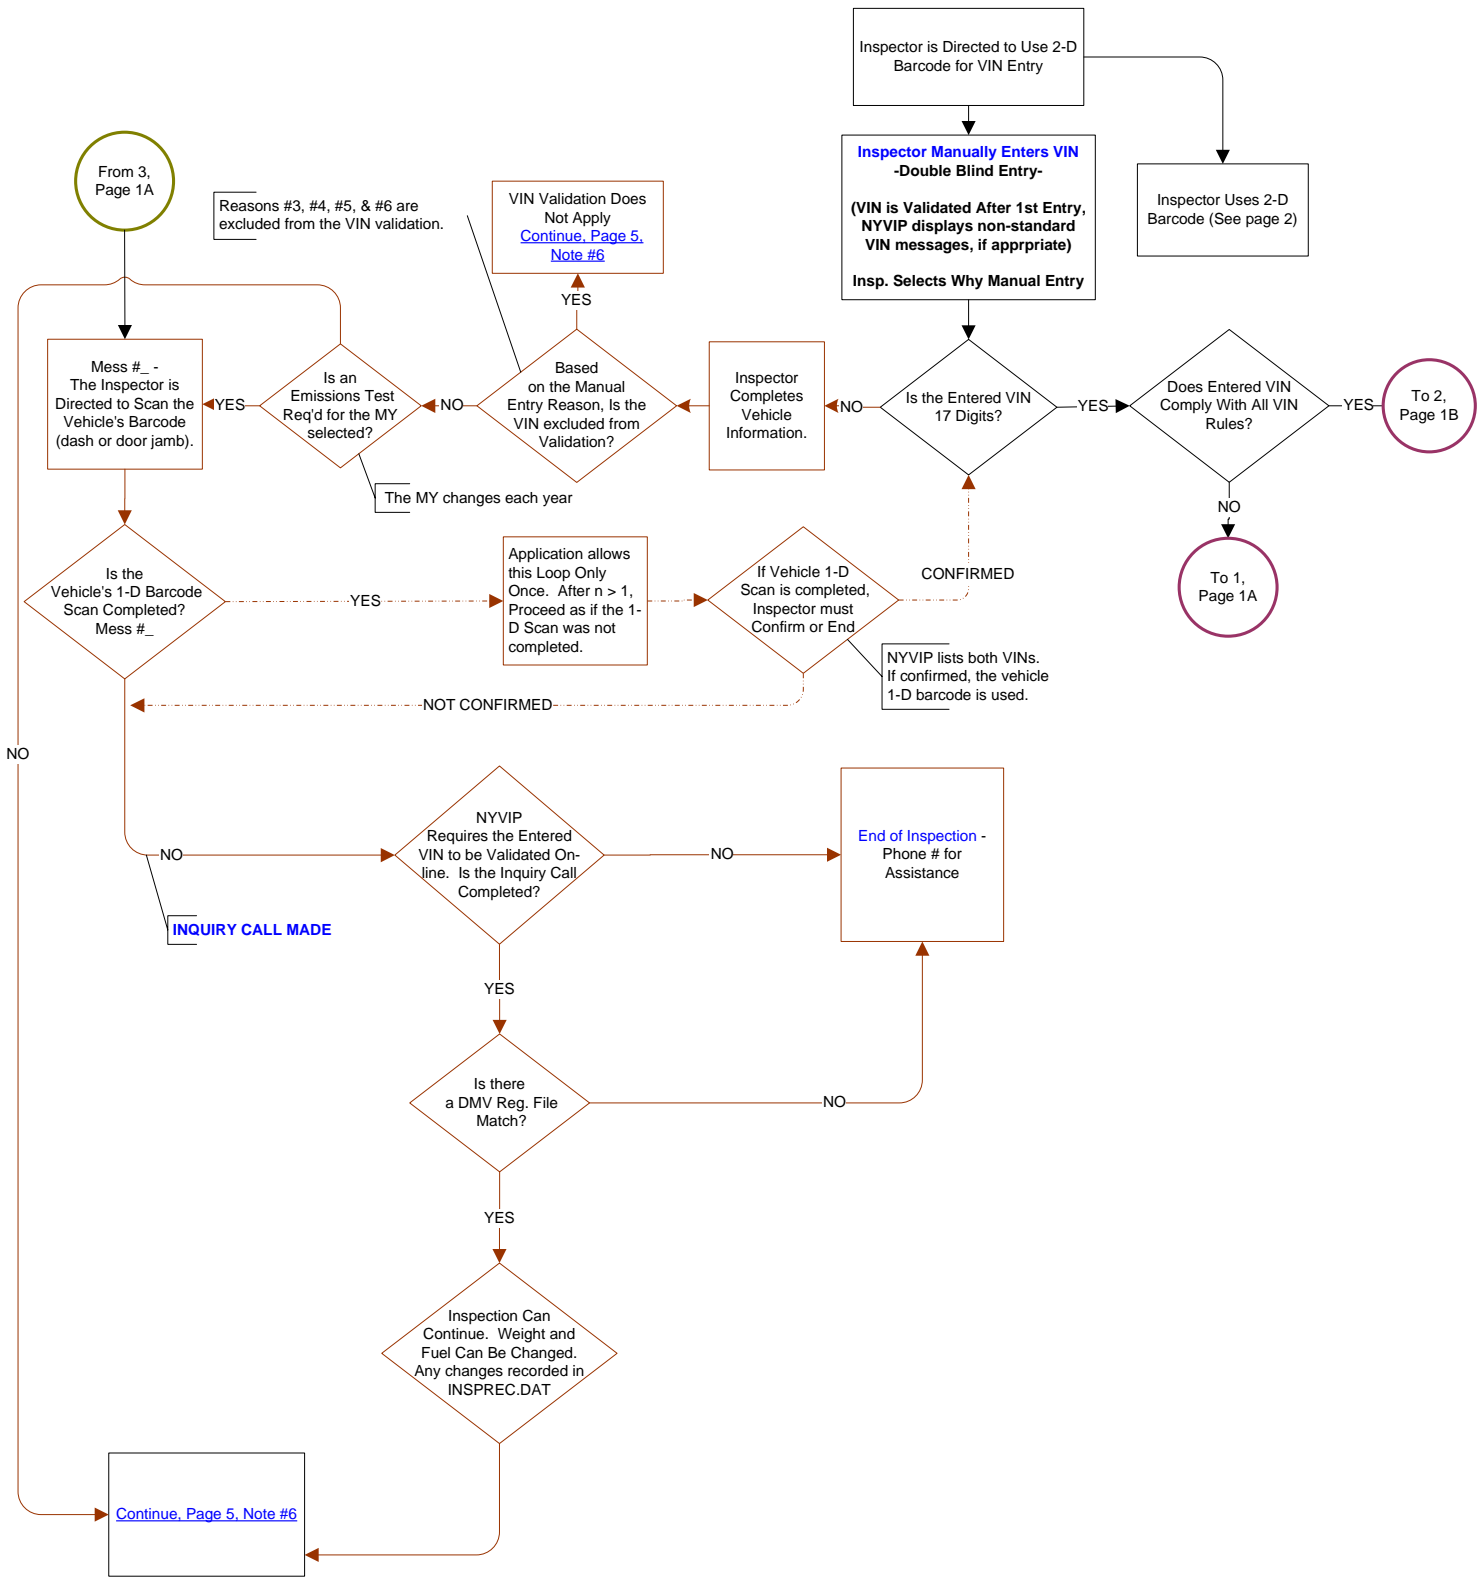 Inspector is Directed to Use 2-D
Barcode for VIN Entry
Inspector Manually Enters VIN
-Double Blind Entry-
(VIN is Validated After 1st Entry,
NYVIP displays non-standard
VIN messages, if apprpriate)
Insp. Selects Why Manual Entry
Inspector Uses 2-D
Barcode (See page 2)
From 3,
Page 1A
Reasons #3, #4, #5, & #6 are
excluded from the VIN validation.
VIN Validation Does
Not Apply
Continue, Page 5,
Note #6
YES
Mess #_ -
The Inspector is
Directed to Scan the
Vehicle's Barcode
(dash or door jamb).
YES
Is an
Emissions Test
Req'd for the MY
selected?
NO
Based
on the Manual
Entry Reason, Is the
VIN excluded from
Validation?
Inspector
Completes
Vehicle
Information.
NO
Is the Entered VIN
17 Digits?
YES
Does Entered VIN
Comply With All VIN
Rules?
YES
To 2,
Page 1B
The MY changes each year
NO
To 1,
Page 1A
Is the
Vehicle's 1-D Barcode
Scan Completed?
Mess #_
YES
Application allows
this Loop Only
Once.  After n > 1,
Proceed as if the 1-
D Scan was not
completed.
If Vehicle 1-D
Scan is completed,
Inspector must
Confirm or End
CONFIRMED
NYVIP lists both VINs.
If confirmed, the vehicle
1-D barcode is used.
NOT CONFIRMED
NO
NO
INQUIRY CALL MADE
NYVIP
Requires the Entered
VIN to be Validated On-
line.  Is the Inquiry Call
Completed?
NO
End of Inspection -
Phone # for
Assistance
YES
Is there
a DMV Reg. File
Match?
NO
YES
Inspection Can
Continue.  Weight and
Fuel Can Be Changed.
Any changes recorded in
INSPREC.DAT
Continue, Page 5, Note #6